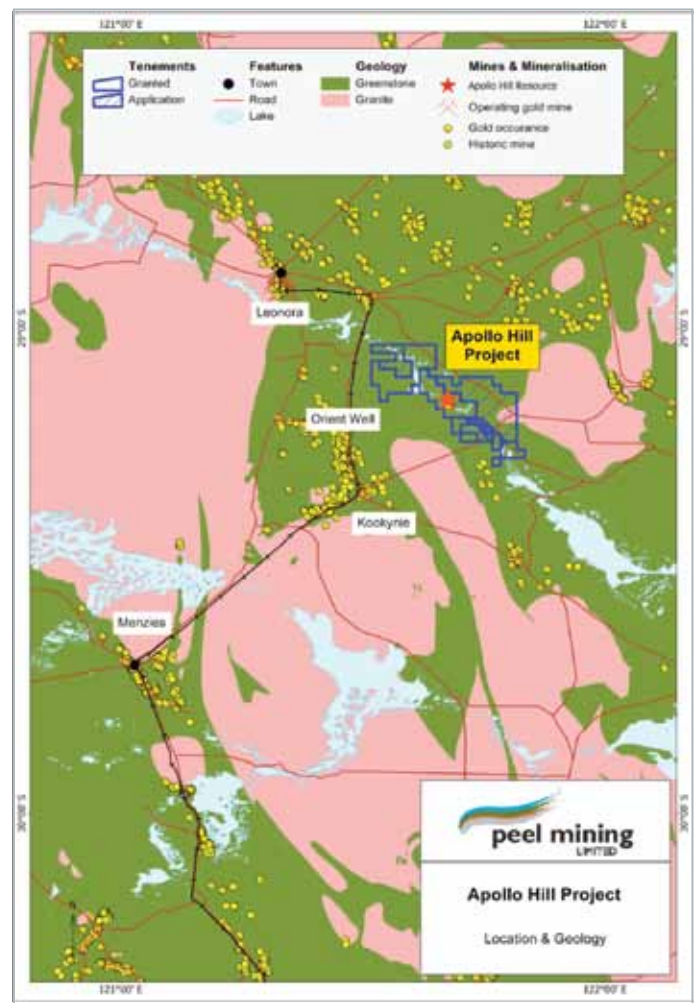 121°00' E
122°00' E
Tenements
Granted
Application
Features
Town
Road
Lake
Geology
Greenstone
Granite
Mines & Mineralisation
Apollo Hill Resource
Operating gold mine
Gold occurance
Historic mine
Leonora
29°00' S
29°00' S
Apollo Hill
Project
Orient Well
Kookynie
Menzies
30°00' S
30°00' S
peel mining
LIMITED
Apollo Hill Project
Location & Geology
121°00' E
122°00' E